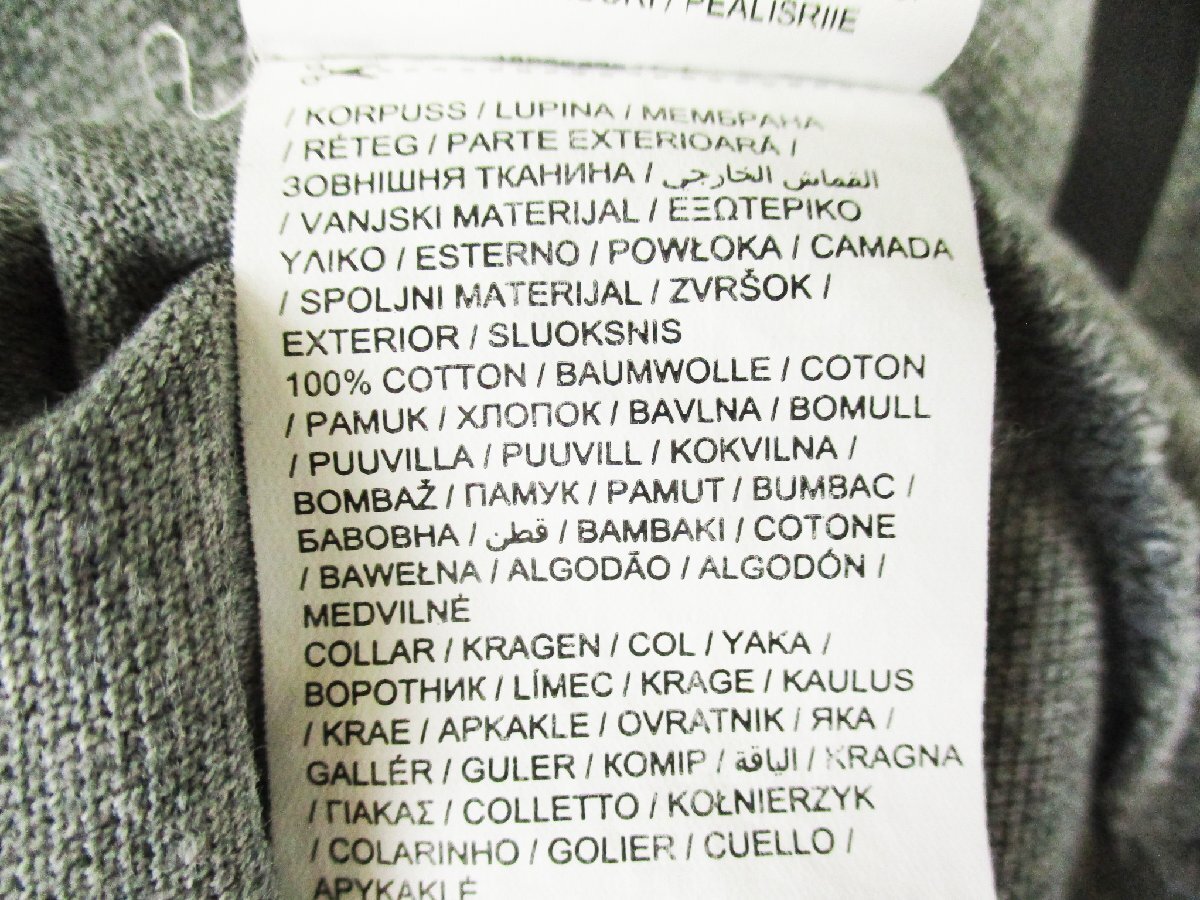 / PEALISRIIE
/ KORPUSS / LUPINA / МЕМБРАНА
/ RÉTEG / PARTE EXTERIOARĂ /
ЗОВНІШНЯ ТКАНИНА / القماش الخارجي
/ VANJSKI MATERIJAL / ΕΞΩΤΕΡΙΚΟ
ΥΛΙΚΟ / ESTERNO / POWŁOKA / CAMADA
/ SPOLJNI MATERIJAL / ZVRŠOK /
EXTERIOR / SLUOKSNIS
100% COTTON / BAUMWOLLE / COTON
/ PAMUK / ХЛОПОК / BAVLNA / BOMULL
/ PUUVILLA / PUUVILL / KOKVILNA /
BOMBAŽ / ПАМУК / PAMUT / BUMBAC /
БАВОВНА / قطن / BAMBAKI / COTONE
/ BAWEŁNA / ALGODÃO / ALGODÓN /
MEDVILNĖ
COLLAR / KRAGEN / COL / YAKA /
ВОРОТНИК / LÍMEC / KRAGE / KAULUS
/ KRAE / APKAKLE / OVRATNIK / ЯКА /
GALLÉR / GULER / КОМІР / الياقة / KRAGNA
/ ΓΙΑΚΑΣ / COLLETTO / KOŁNIERZYK
/ COLARINHO / GOLIER / CUELLO /
APYKAKLĖ